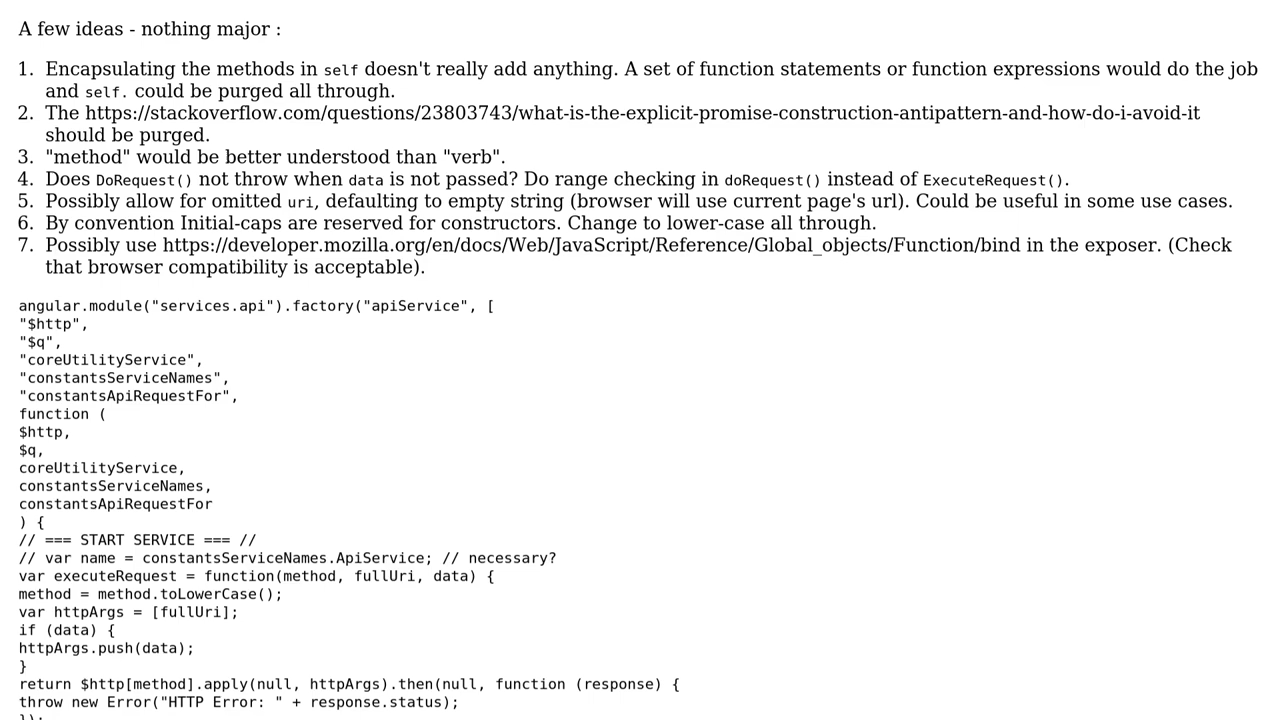 A few ideas - nothing major :
1. Encapsulating the methods in self doesn't really add anything. A set of function statements or function expressions would do the job
and self. could be purged all through.
2. The https://stackoverflow.com/questions/23803743/what-is-the-explicit-promise-construction-antipattern-and-how-do-i-avoid-it
should be purged.
3. "method" would be better understood than "verb".
4. Does DoRequest() not throw when data is not passed? Do range checking in doRequest() instead of ExecuteRequest().
5. Possibly allow for omitted uri, defaulting to empty string (browser will use current page's url). Could be useful in some use cases.
6. By convention Initial-caps are reserved for constructors. Change to lower-case all through.
7. Possibly use https://developer.mozilla.org/en/docs/Web/JavaScript/Reference/Global_objects/Function/bind in the exposer. (Check
that browser compatibility is acceptable).
angular.module("services.api").factory("apiService", [
"$http",
"$q",
"coreUtilityService",
"constantsServiceNames",
"constantsApiRequestFor",
function (
$http,
$q,
coreUtilityService,
constantsServiceNames,
constantsApiRequestFor
) {
// === START SERVICE === //
// var name = constantsServiceNames.ApiService; // necessary?
var executeRequest = function(method, fullUri, data) {
method = method.toLowerCase();
var httpArgs = [fullUri];
if (data) {
httpArgs.push(data);
}
return $http[method].apply(null, httpArgs).then(null, function (response) {
throw new Error("HTTP Error: " + response.status);
});